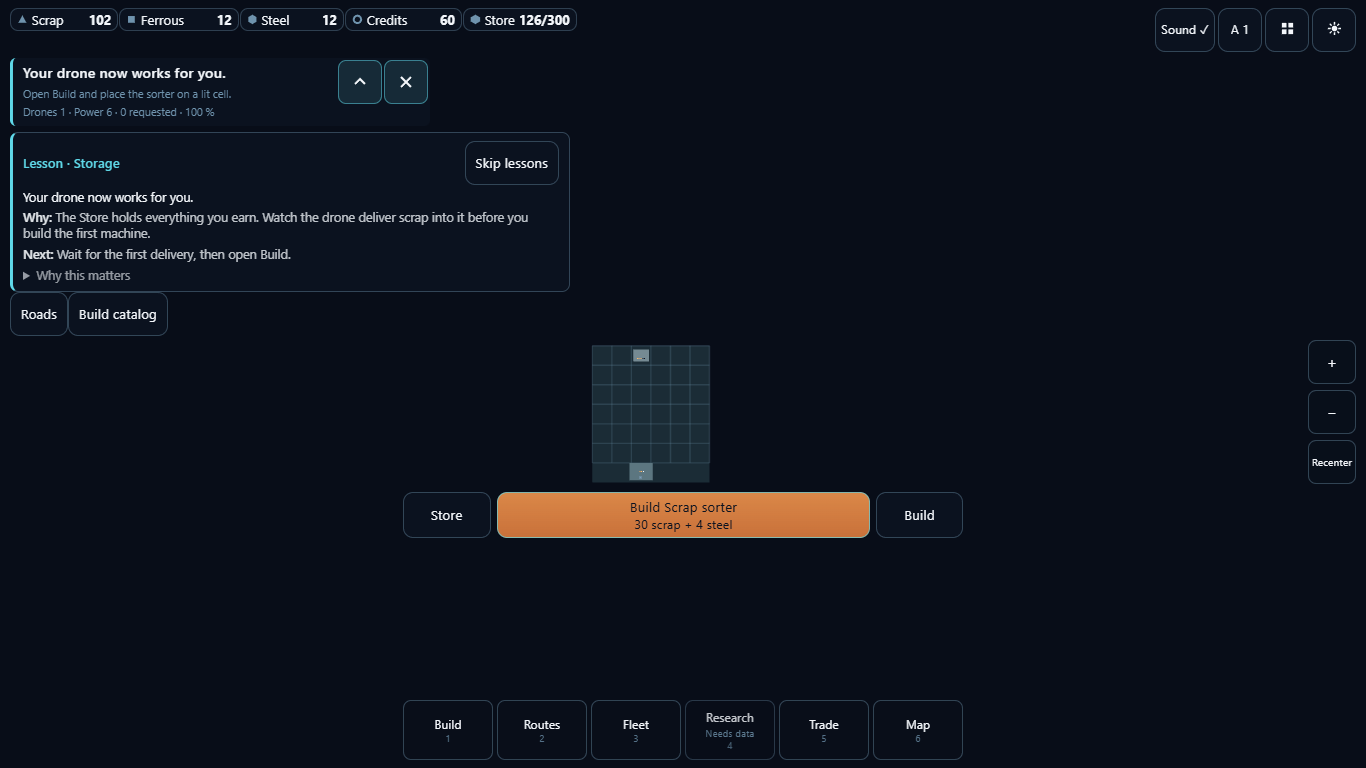 Scrap 102 Ferrous 12 Steel 12 Credits 60 Store 126/300
Sound ✓ A 1
Your drone now works for you.
Open Build and place the sorter on a lit cell.
Drones 1 · Power 6 · 0 requested · 100 %
Lesson · Storage
Skip lessons
Your drone now works for you.
Why: The Store holds everything you earn. Watch the drone deliver scrap into it before you
build the first machine.
Next: Wait for the first delivery, then open Build.
Why this matters
Roads Build catalog
+
−
Recenter
Store
Build Scrap sorter
30 scrap + 4 steel
Build
Build
1
Routes
2
Fleet
3
Research
Needs data
4
Trade
5
Map
6